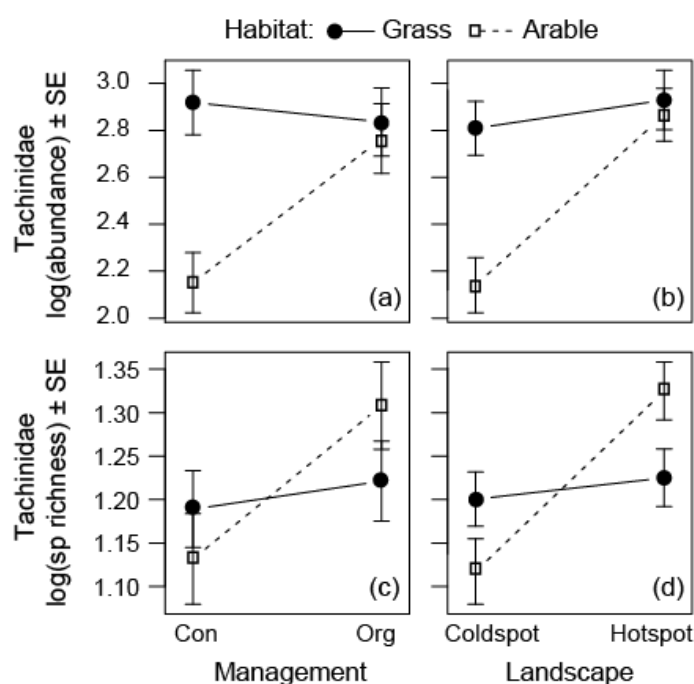 Habitat: Grass Arable
Tachinidae
log(abundance) ± SE
3.0
2.8
2.6
2.4
2.2
2.0
(a)
(b)
Tachinidae
log(sp richness) ± SE
1.35
1.30
1.25
1.20
1.15
1.10
(c)
(d)
Con Org Coldspot Hotspot
Management Landscape